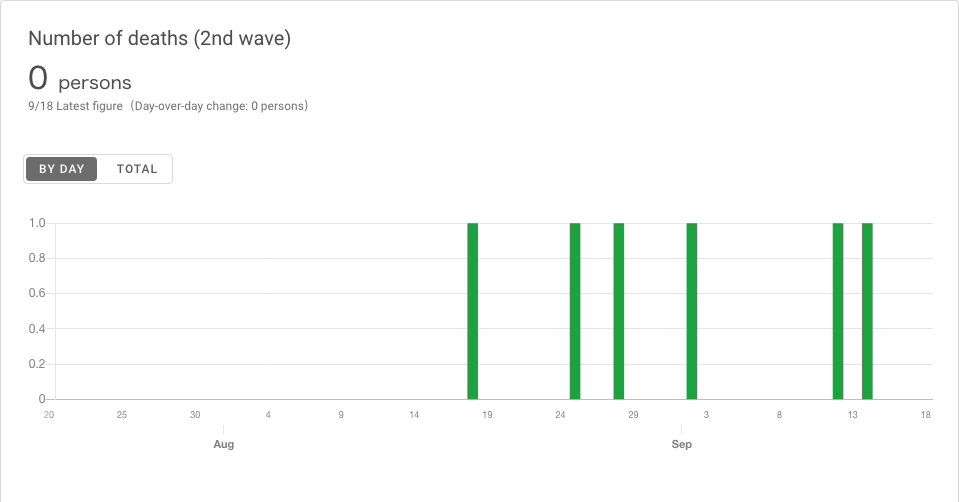 Number of deaths (2nd wave)
0 persons
9/18 Latest figure（Day-over-day change: 0 persons）
BY DAY TOTAL
1.0
0.8
0.6
0.4
0.2
0
20 25 30 4 9 14 19 24 29 3 8 13 18
Aug Sep